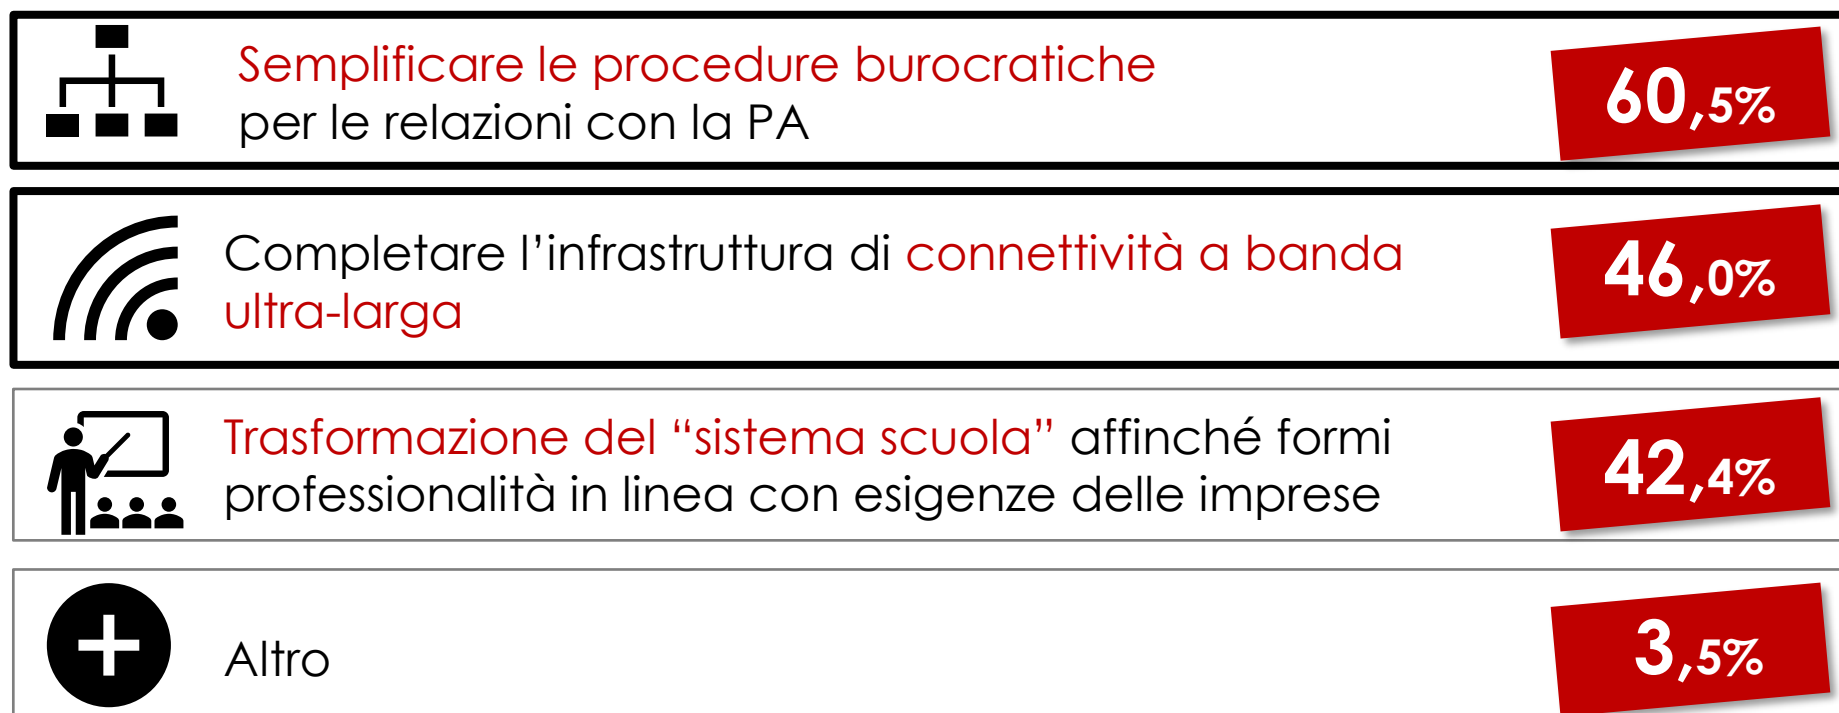 Semplificare le procedure burocratiche
per le relazioni con la PA
60,5%
Completare l’infrastruttura di connettività a banda
ultra-larga
46,0%
Trasformazione del “sistema scuola” affinché formi
professionalità in linea con esigenze delle imprese
42,4%
Altro
3,5%